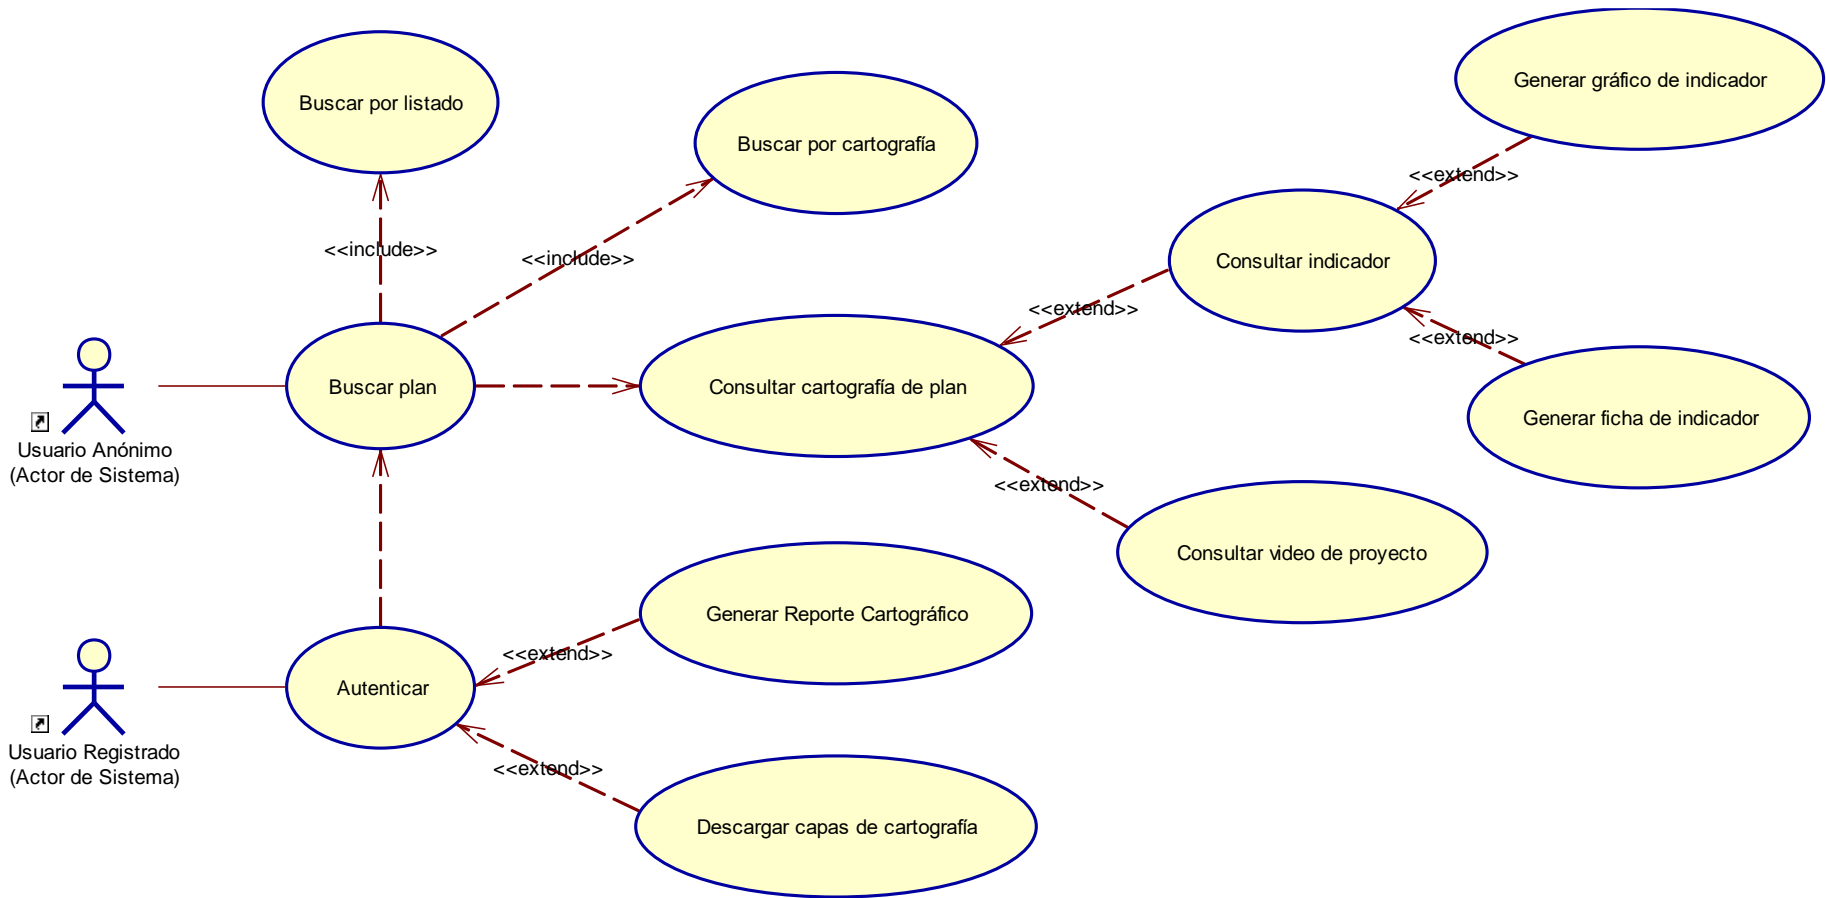 Generar gráfico de indicador
Buscar por listado
Buscar por cartografía
<<extend>>
<<include>>
<<include>>
Consultar indicador
<<extend>>
<<extend>>
Buscar plan
Consultar cartografía de plan
Generar ficha de indicador
Usuario Anónimo
(Actor de Sistema)
<<extend>>
Consultar video de proyecto
Generar Reporte Cartográfico
<<extend>>
Autenticar
Usuario Registrado
(Actor de Sistema)
<<extend>>
Descargar capas de cartografía